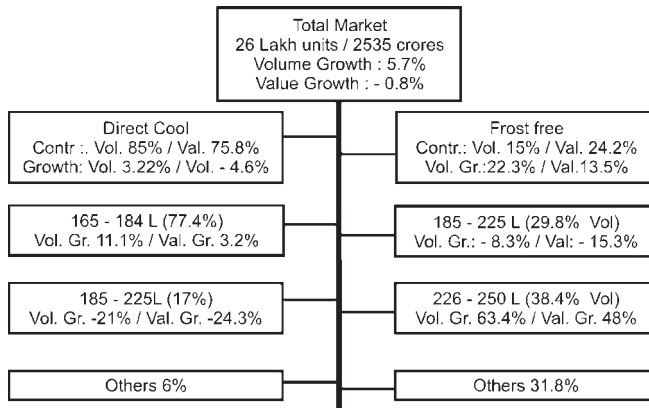 Total Market
26 Lakh units / 2535 crores
Volume Growth : 5.7%
Value Growth : - 0.8%
Direct Cool
Contr :. Vol. 85% / Val. 75.8%
Growth: Vol. 3.22% / Vol. - 4.6%
Frost free
Contr.: Vol. 15% / Val. 24.2%
Vol. Gr.:22.3% / Val.13.5%
165 - 184 L (77.4%)
Vol. Gr. 11.1% / Val. Gr. 3.2%
185 - 225 L (29.8% Vol)
Vol. Gr.: - 8.3% / Val: - 15.3%
185 - 225L (17%)
Vol. Gr. -21% / Val. Gr. -24.3%
226 - 250 L (38.4% Vol)
Vol. Gr. 63.4% / Val. Gr. 48%
Others 6%
Others 31.8%